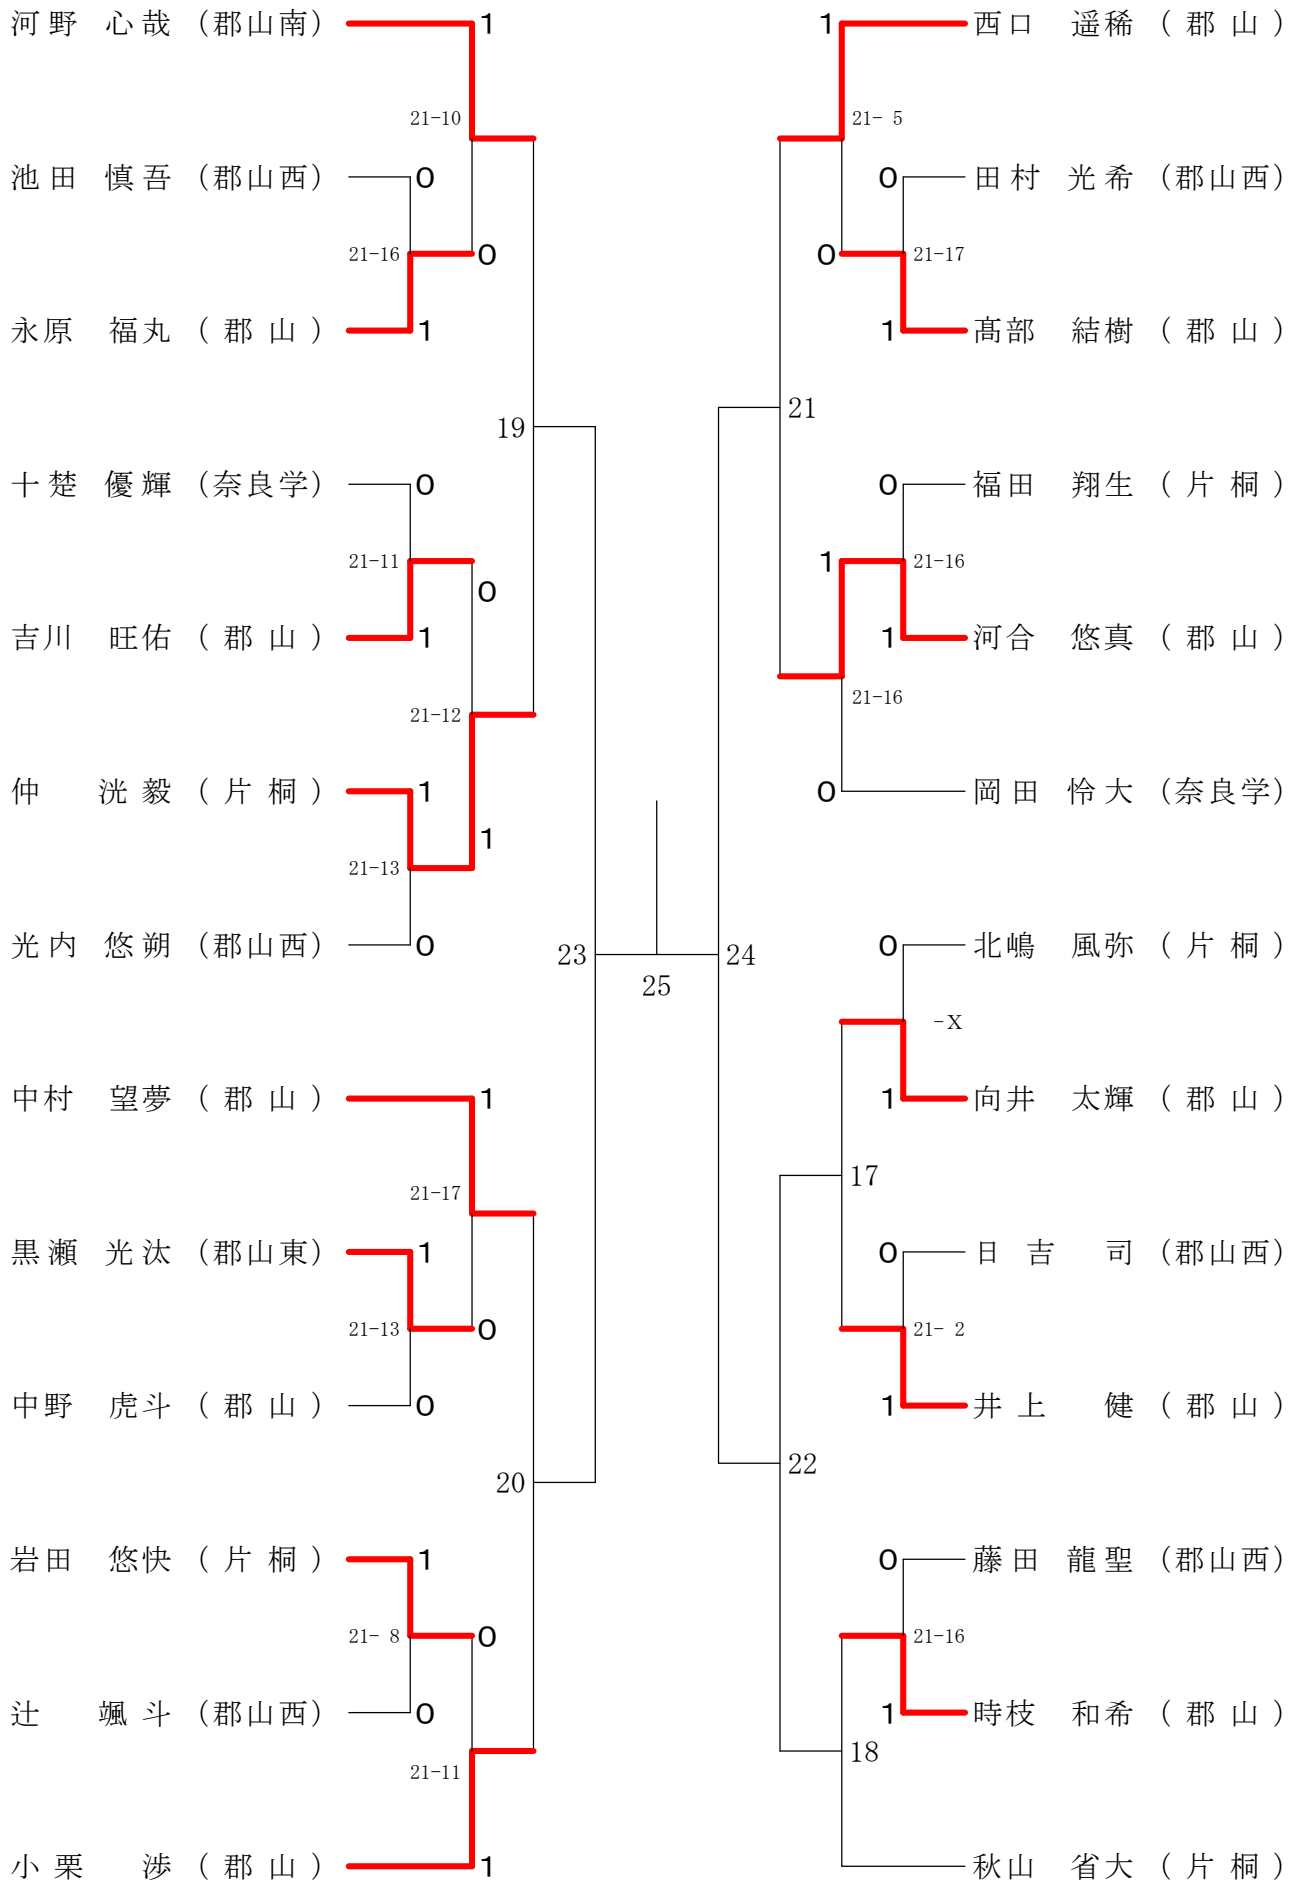 河野 心哉 (郡山南) 1
21-10
池田 慎吾 (郡山西) 0
21-16 0
永原 福丸 (郡山) 1
19
十楚 優輝 (奈良学) 0
21-11
0
吉川 旺佑 (郡山) 1
21-12
仲 洸毅 (片桐) 1
1
21-13
光内 悠朔 (郡山西) 0
23
25
中村 望夢 (郡山) 1
21-17
黒瀬 光汰 (郡山東) 1
21-13 0
中野 虎斗 (郡山) 0
20
岩田 悠快 (片桐) 1
21- 8 0
辻 颯斗 (郡山西) 0
21-11
小栗 渉 (郡山) 1
1 西口 遥稀 (郡山)
21- 5
0 田村 光希 (郡山西)
0 21-17
1 髙部 結樹 (郡山)
21
0 福田 翔生 (片桐)
1 21-16
1 河合 悠真 (郡山)
21-16
0 岡田 怜大 (奈良学)
0 北嶋 風弥 (片桐)
24
-X
1 向井 太輝 (郡山)
17
0 日吉 司 (郡山西)
21- 2
1 井上 健 (郡山)
22
0 藤田 龍聖 (郡山西)
21-16
1 時枝 和希 (郡山)
18
秋山 省大 (片桐)